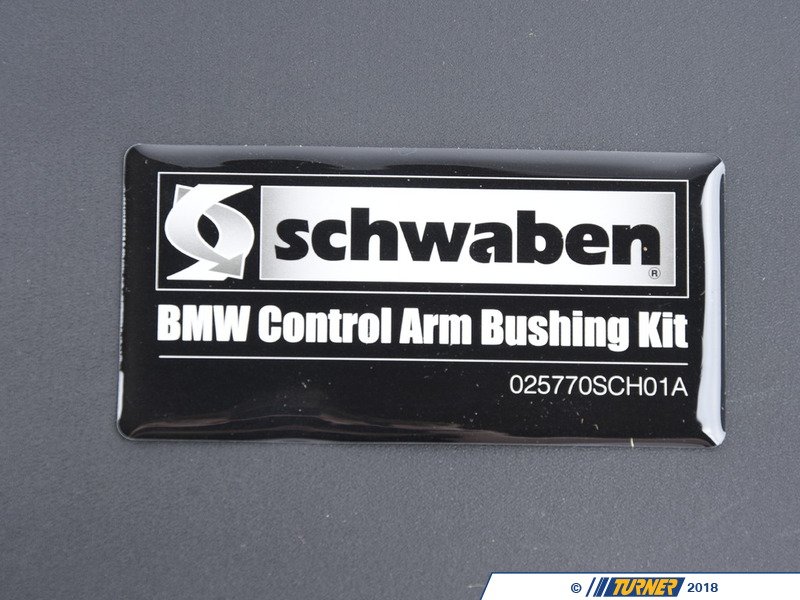 schwaben®
BMW Control Arm Bushing Kit
025770SCH01A
© TURNER 2018